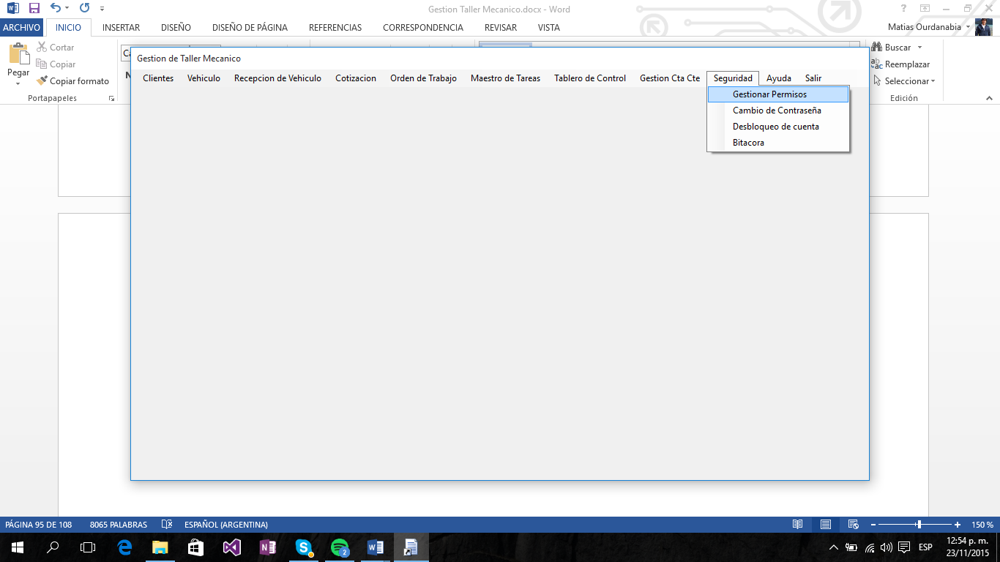 Gestion Taller Mecanico.docx - Word
ARCHIVO INICIO INSERTAR DISEÑO DISEÑO DE PÁGINA REFERENCIAS CORRESPONDENCIA REVISAR VISTA
Matias Ourdanabia
Pegar
Cortar
Copiar
Copiar formato
Portapapeles
Buscar
Reemplazar
Seleccionar
Edición
Gestion de Taller Mecanico
Clientes Vehiculo Recepcion de Vehiculo Cotizacion Orden de Trabajo Maestro de Tareas Tablero de Control Gestion Cta Cte Seguridad Ayuda Salir
Gestionar Permisos
Cambio de Contraseña
Desbloqueo de cuenta
Bitacora
PÁGINA 95 DE 108 8065 PALABRAS ESPAÑOL (ARGENTINA) 150 %
2
ESP
12:54 p. m.
23/11/2015